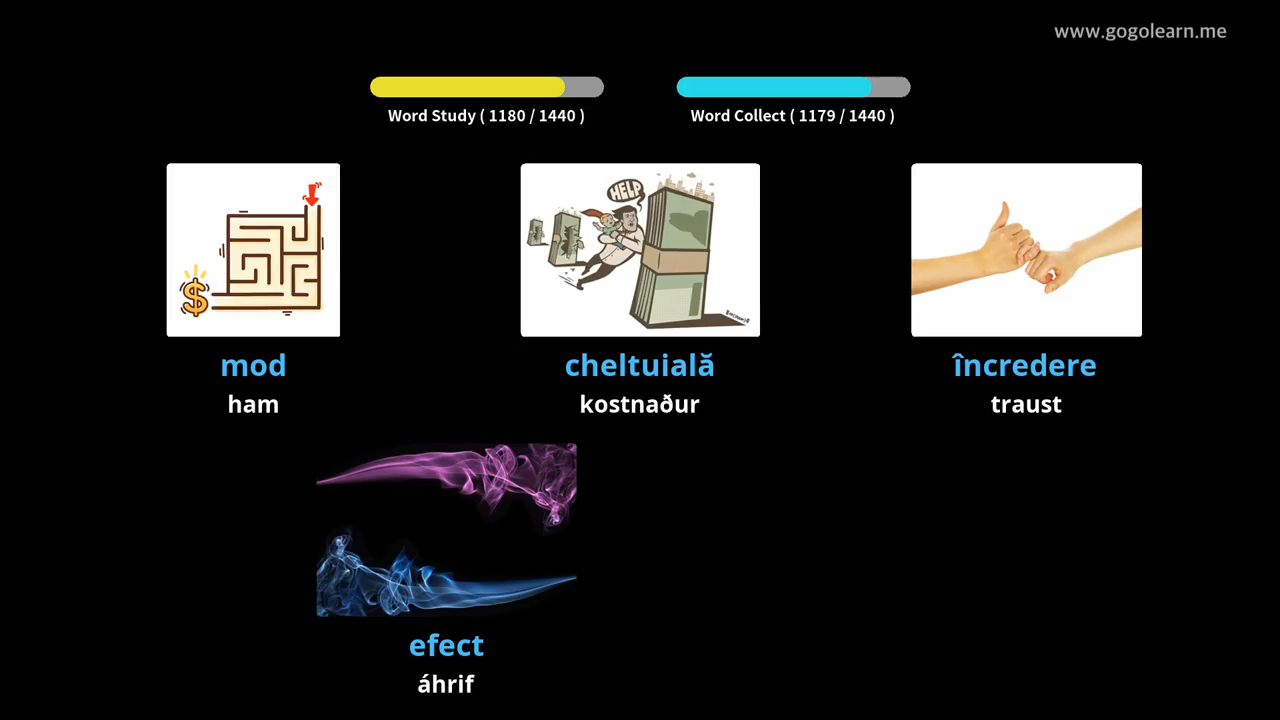 www.gogolearn.me
Word Study ( 1180 / 1440 )
Word Collect ( 1179 / 1440 )
HELP
$
mod
cheltuială
încredere
ham
kostnaður
traust
efect
áhrif